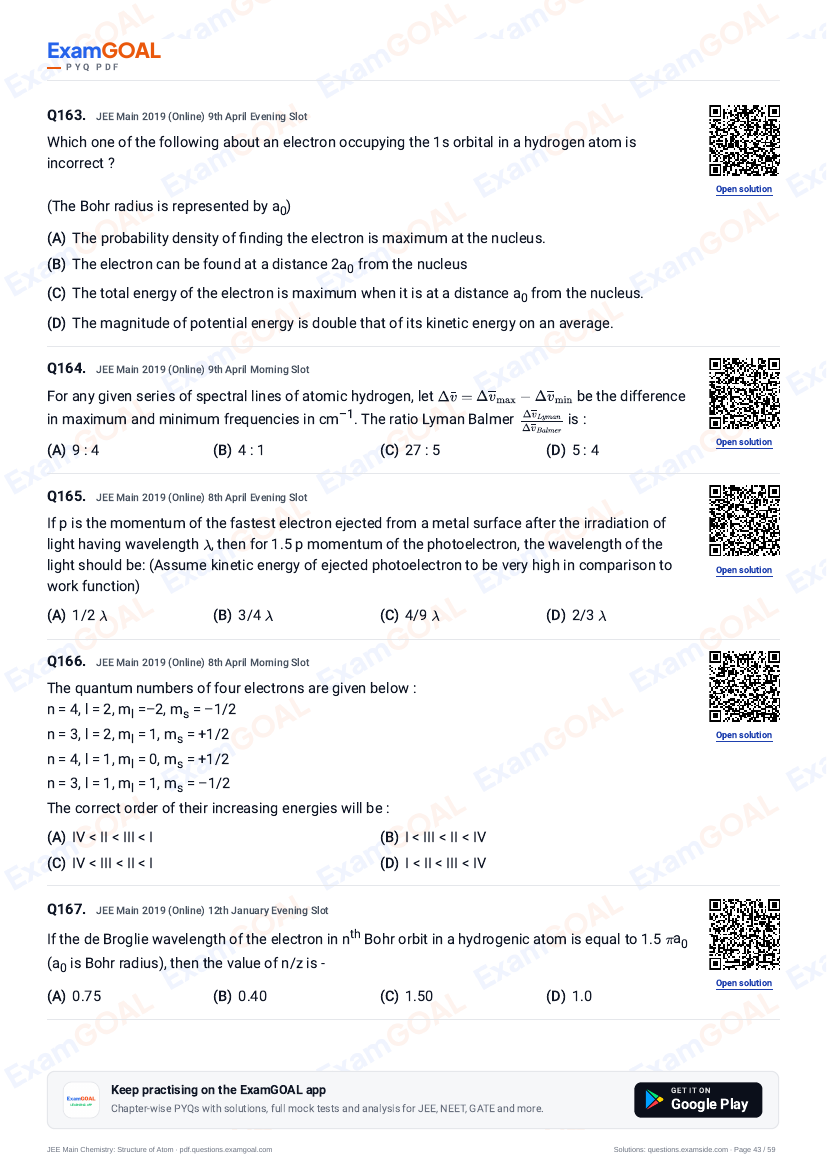 ExamGOAL
PYQ PDF
Q163. JEE Main 2019 (Online) 9th April Evening Slot
Which one of the following about an electron occupying the 1s orbital in a hydrogen atom is
incorrect ?
(The Bohr radius is represented by a₀)
(A) The probability density of finding the electron is maximum at the nucleus.
(B) The electron can be found at a distance 2a₀ from the nucleus
(C) The total energy of the electron is maximum when it is at a distance a₀ from the nucleus.
(D) The magnitude of potential energy is double that of its kinetic energy on an average.
Open solution
Q164. JEE Main 2019 (Online) 9th April Morning Slot
For any given series of spectral lines of atomic hydrogen, let Δν̅ = Δν̅max − Δν̅min be the difference
in maximum and minimum frequencies in cm⁻¹. The ratio Lyman Balmer Δν̅Lyman/Δν̅Balmer is :
(A) 9 : 4 (B) 4 : 1 (C) 27 : 5 (D) 5 : 4
Open solution
Q165. JEE Main 2019 (Online) 8th April Evening Slot
If p is the momentum of the fastest electron ejected from a metal surface after the irradiation of
light having wavelength λ, then for 1.5 p momentum of the photoelectron, the wavelength of the
light should be: (Assume kinetic energy of ejected photoelectron to be very high in comparison to
work function)
(A) 1/2 λ (B) 3/4 λ (C) 4/9 λ (D) 2/3 λ
Open solution
Q166. JEE Main 2019 (Online) 8th April Morning Slot
The quantum numbers of four electrons are given below :
n = 4, l = 2, mₗ =−2, mₛ = −1/2
n = 3, l = 2, mₗ = 1, mₛ = +1/2
n = 4, l = 1, mₗ = 0, mₛ = +1/2
n = 3, l = 1, mₗ = 1, mₛ = −1/2
The correct order of their increasing energies will be :
(A) IV < II < III < I (B) I < III < II < IV
(C) IV < III < II < I (D) I < II < III < IV
Open solution
Q167. JEE Main 2019 (Online) 12th January Evening Slot
If the de Broglie wavelength of the electron in nᵗʰ Bohr orbit in a hydrogenic atom is equal to 1.5 πa₀
(a₀ is Bohr radius), then the value of n/z is -
(A) 0.75 (B) 0.40 (C) 1.50 (D) 1.0
Open solution
ExamGOAL
Keep practising on the ExamGOAL app
Chapter-wise PYQs with solutions, full mock tests and analysis for JEE, NEET, GATE and more.
GET IT ON
Google Play
JEE Main Chemistry: Structure of Atom · pdf.questions.examgoal.com
Solutions: questions.examside.com · Page 43 / 59